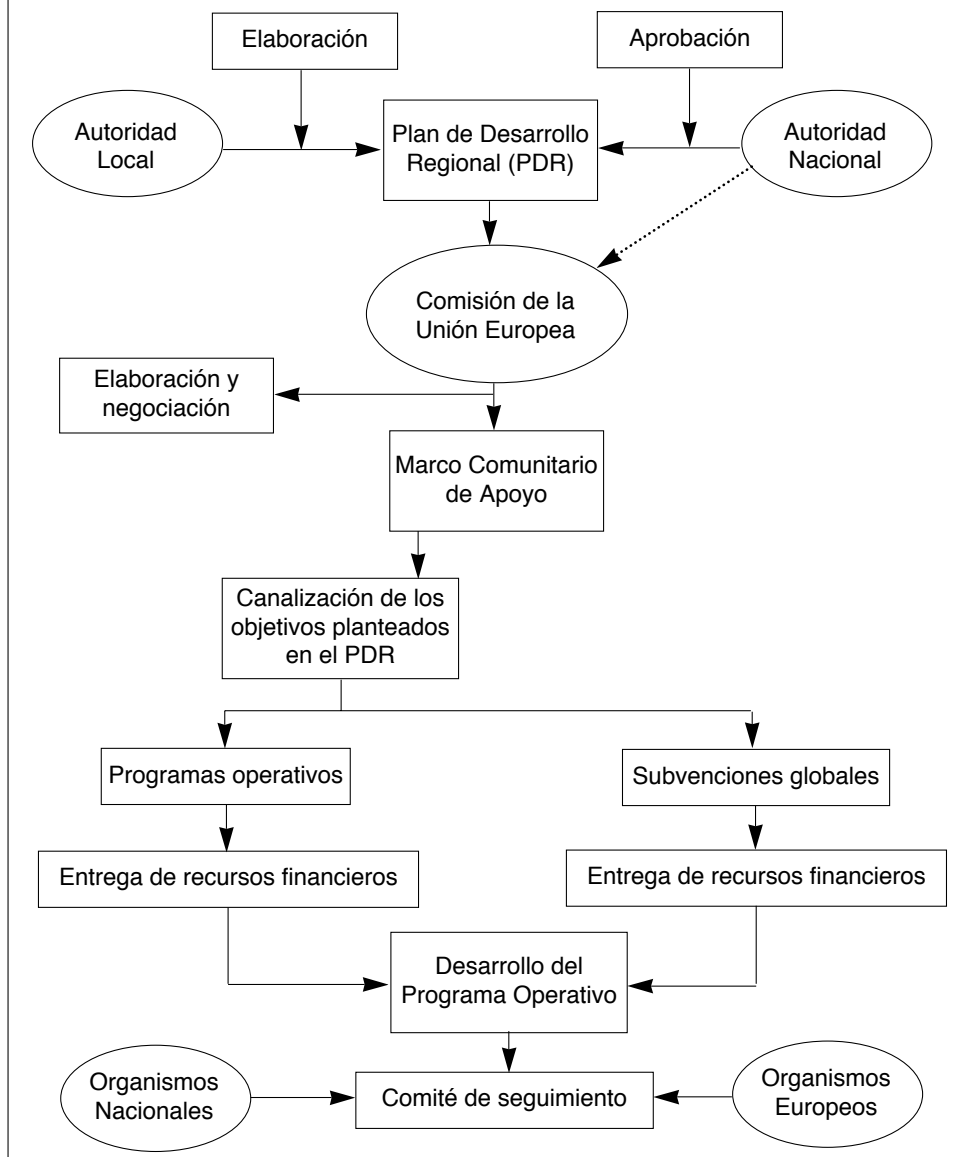 Elaboración
Aprobación
Autoridad
Local
Plan de Desarrollo
Regional (PDR)
Autoridad
Nacional
Comisión de la
Unión Europea
Elaboración y
negociación
Marco Comunitario
de Apoyo
Canalización de los
objetivos planteados
en el PDR
Programas operativos
Subvenciones globales
Entrega de recursos financieros
Entrega de recursos financieros
Desarrollo del
Programa Operativo
Organismos
Nacionales
Comité de seguimiento
Organismos
Europeos